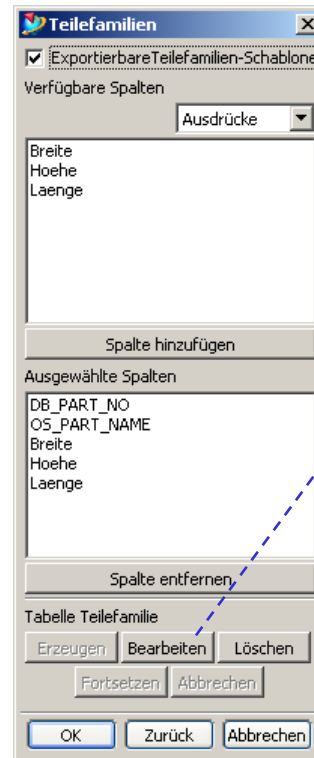 Teilefamilien
ExportierbareTeilefamilien-Schablone
Verfügbare Spalten
Ausdrücke
Breite
Hoehe
Laenge
Spalte hinzufügen
Ausgewählte Spalten
DB_PART_NO
OS_PART_NAME
Breite
Hoehe
Laenge
Spalte entfernen
Tabelle Teilefamilie
Erzeugen Bearbeiten Löschen
Fortsetzen Abbrechen
OK Zurück Abbrechen